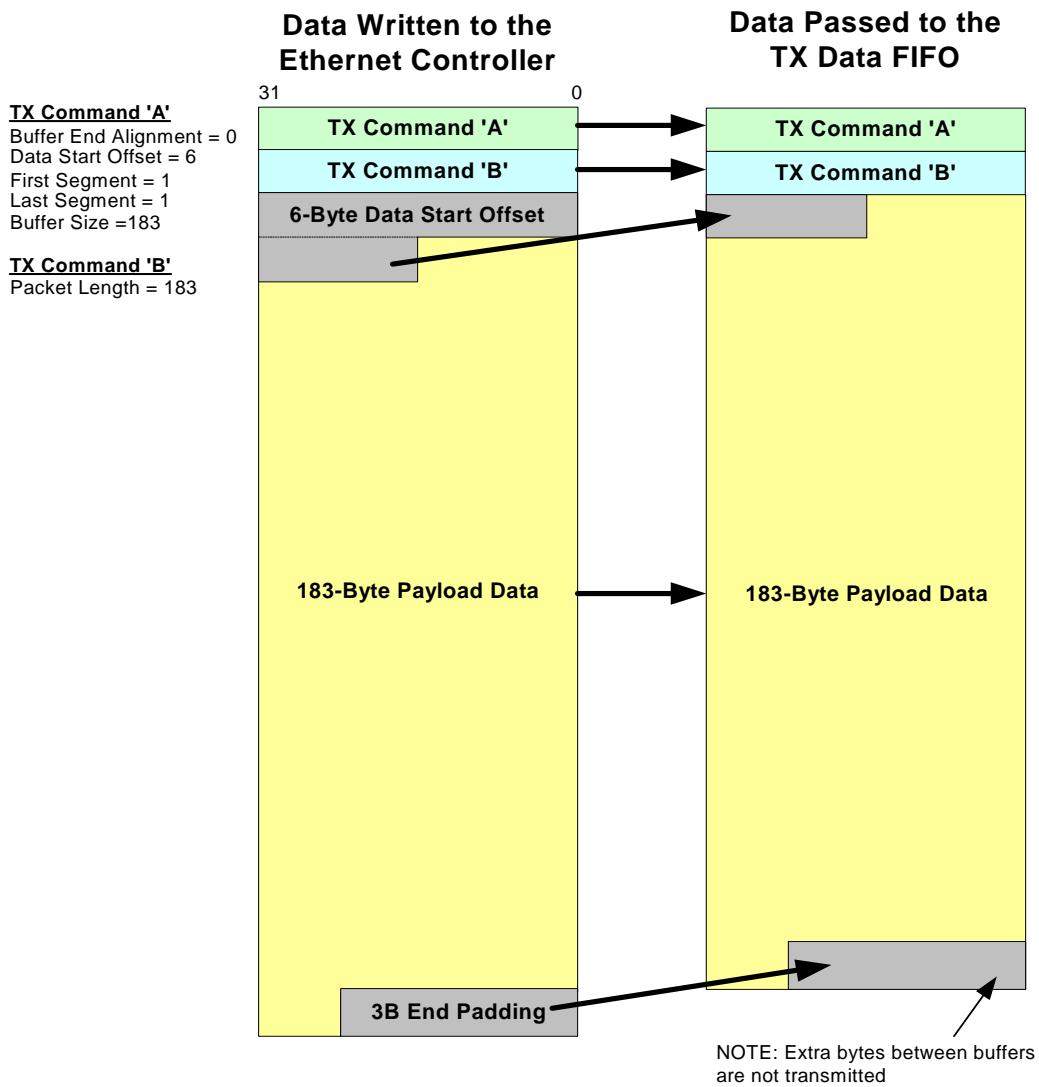 Data Written to the
Ethernet Controller
Data Passed to the
TX Data FIFO
31
0
TX Command 'A'
Buffer End Alignment = 0
Data Start Offset = 6
First Segment = 1
Last Segment = 1
Buffer Size =183
TX Command 'B'
Packet Length = 183
TX Command 'A'
TX Command 'B'
6-Byte Data Start Offset
183-Byte Payload Data
3B End Padding
TX Command 'A'
TX Command 'B'
183-Byte Payload Data
NOTE: Extra bytes between buffers
are not transmitted